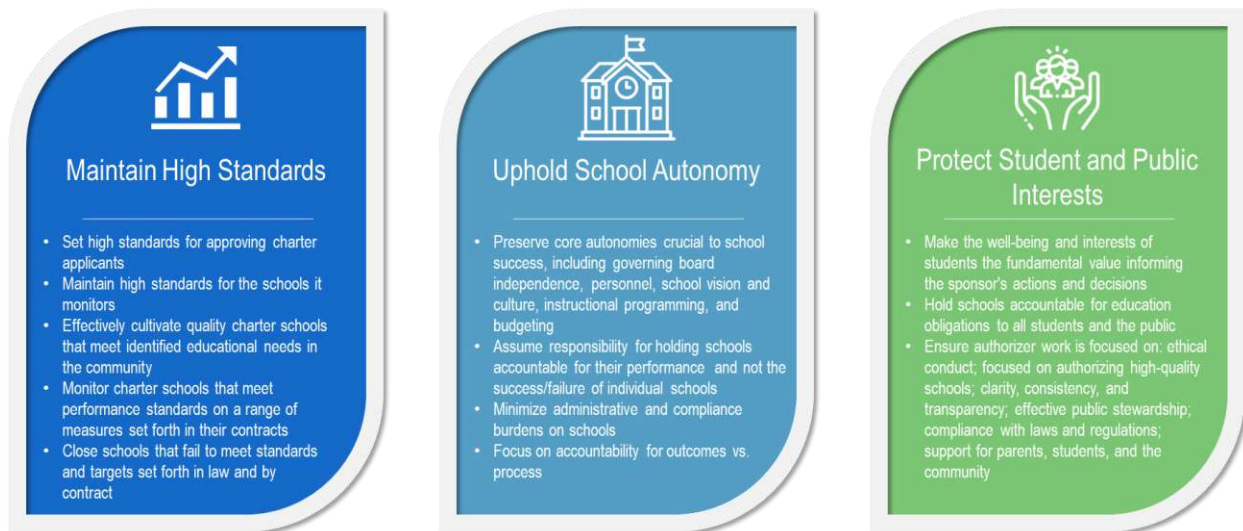 Maintain High Standards
• Set high standards for approving charter
applicants
• Maintain high standards for the schools it
monitors
• Effectively cultivate quality charter schools
that meet identified educational needs in
the community
• Monitor charter schools that meet
performance standards on a range of
measures set forth in their contracts
• Close schools that fail to meet standards
and targets set forth in law and by
contract
Uphold School Autonomy
• Preserve core autonomies crucial to school
success, including governing board
independence, personnel, school vision and
culture, instructional programming, and
budgeting
• Assume responsibility for holding schools
accountable for their performance and not the
success/failure of individual schools
• Minimize administrative and compliance
burdens on schools
• Focus on accountability for outcomes vs.
process
Protect Student and Public
Interests
• Make the well-being and interests of
students the fundamental value informing
the sponsor's actions and decisions
• Hold schools accountable for education
obligations to all students and the public
• Ensure authorizer work is focused on: ethical
conduct; focused on authorizing high-quality
schools; clarity, consistency, and
transparency; effective public stewardship;
compliance with laws and regulations;
support for parents, students, and the
community